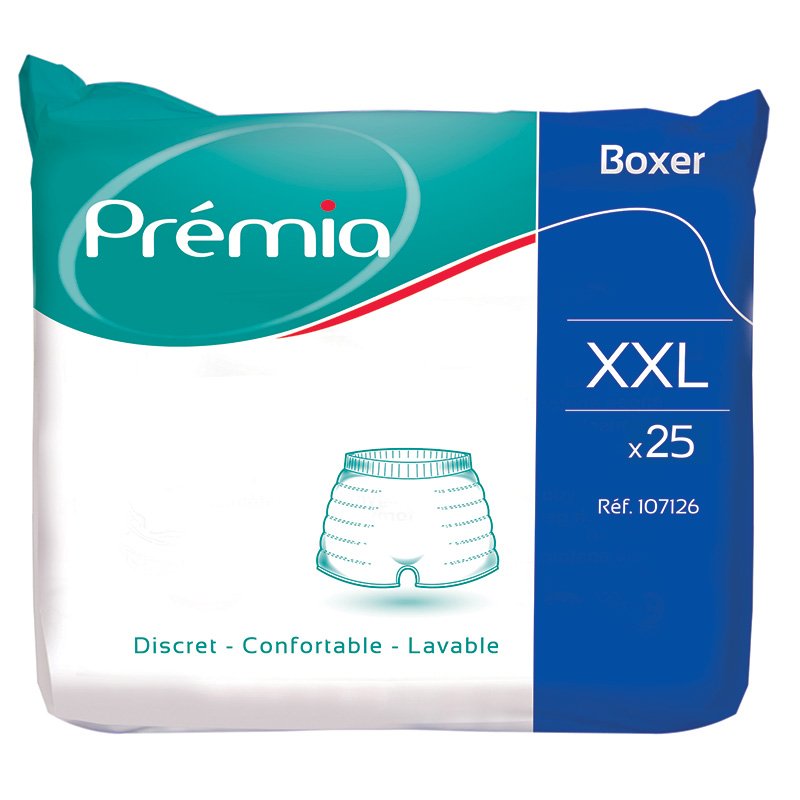 Prémia
Boxer
XXL
x25
Réf. 107126
Discret - Confortable - Lavable